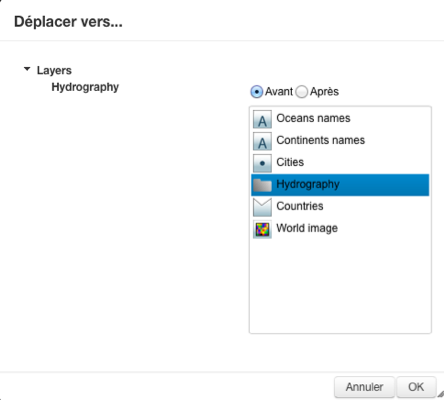 Déplacer vers...
Layers
Hydrography
Avant Après
A Oceans names
A Continents names
Cities
Hydrography
Countries
World image
Annuler OK